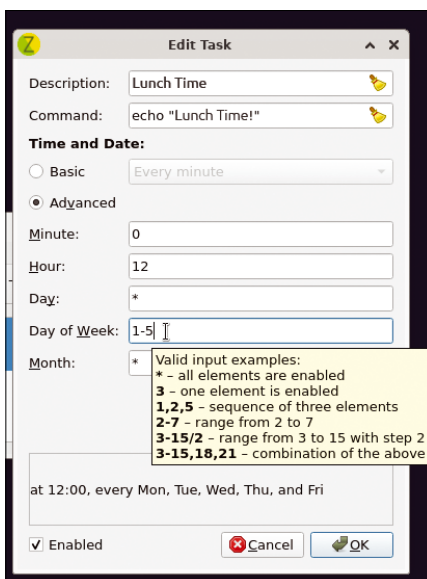 Edit Task
Description: Lunch Time
Command: echo "Lunch Time!"
Time and Date:
Basic Every minute
Advanced
Minute: 0
Hour: 12
Day: *
Day of Week: 1-5
Month: *
Valid input examples:
* – all elements are enabled
3 – one element is enabled
1,2,5 – sequence of three elements
2-7 – range from 2 to 7
3-15/2 – range from 3 to 15 with step 2
3-15,18,21 – combination of the above
at 12:00, every Mon, Tue, Wed, Thu, and Fri
Enabled Cancel OK